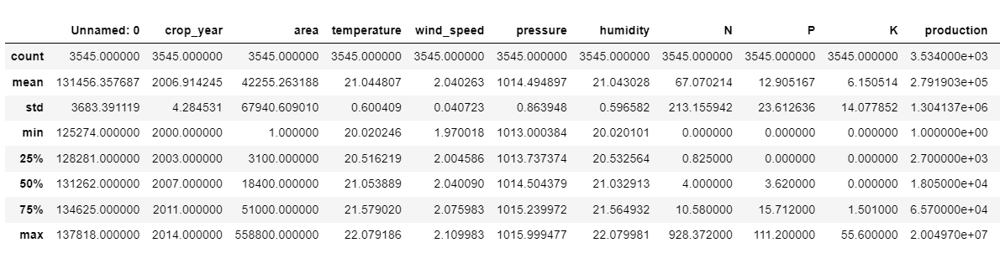 Unnamed: 0 crop_year area temperature wind_speed pressure humidity N P K production
count 3545.000000 3545.000000 3545.000000 3545.000000 3545.000000 3545.000000 3545.000000 3545.000000 3545.000000 3545.000000 3.534000e+03
mean 131456.357687 2006.914245 42255.263188 21.044807 2.040263 1014.494897 21.043028 67.070214 12.905167 6.150514 2.791903e+05
std 3683.391119 4.284531 67940.609010 0.600409 0.040723 0.863948 0.596582 213.155942 23.612636 14.077852 1.304137e+06
min 125274.000000 2000.000000 1.000000 20.020246 1.970018 1013.000384 20.020101 0.000000 0.000000 0.000000 1.000000e+00
25% 128281.000000 2003.000000 3100.000000 20.516219 2.004586 1013.737374 20.532564 0.825000 0.000000 0.000000 2.700000e+03
50% 131262.000000 2007.000000 18400.000000 21.053889 2.040090 1014.504379 21.032913 4.000000 3.620000 0.000000 1.805000e+04
75% 134625.000000 2011.000000 51000.000000 21.579020 2.075983 1015.239972 21.564932 10.580000 15.712000 1.501000 6.570000e+04
max 137818.000000 2014.000000 558800.000000 22.079186 2.109983 1015.999477 22.079981 928.372000 111.200000 55.600000 2.004970e+07